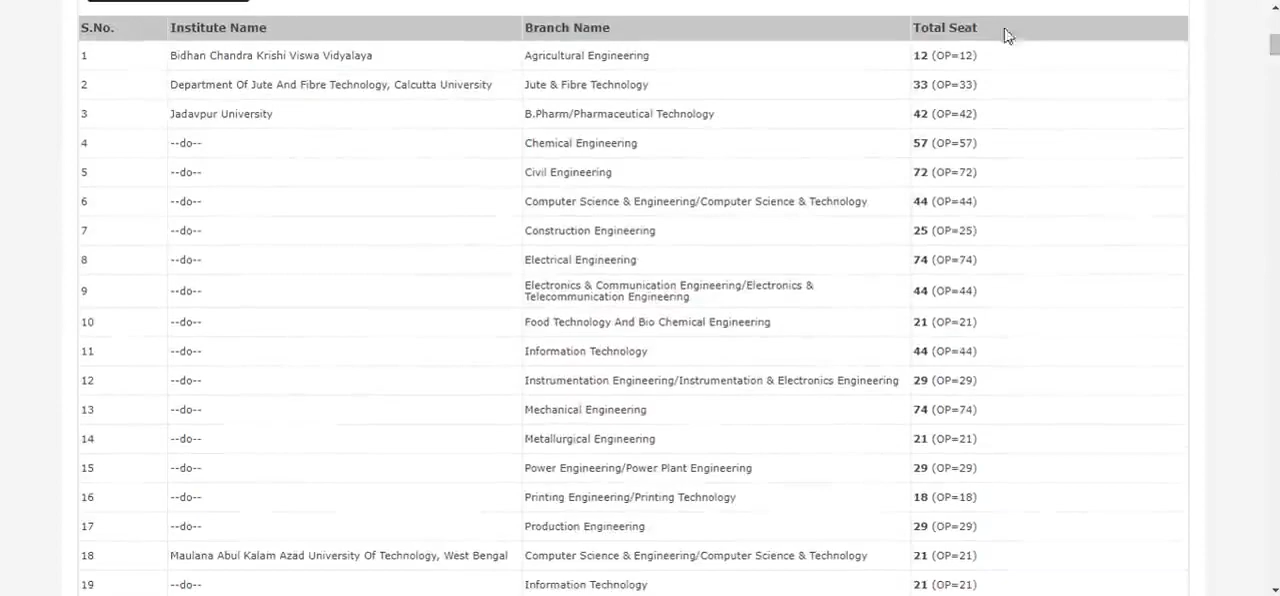 S.No. Institute Name Branch Name Total Seat
1 Bidhan Chandra Krishi Viswa Vidyalaya Agricultural Engineering 12 (OP=12)
2 Department Of Jute And Fibre Technology, Calcutta University Jute & Fibre Technology 33 (OP=33)
3 Jadavpur University B.Pharm/Pharmaceutical Technology 42 (OP=42)
4 --do-- Chemical Engineering 57 (OP=57)
5 --do-- Civil Engineering 72 (OP=72)
6 --do-- Computer Science & Engineering/Computer Science & Technology 44 (OP=44)
7 --do-- Construction Engineering 25 (OP=25)
8 --do-- Electrical Engineering 74 (OP=74)
9 --do-- Electronics & Communication Engineering/Electronics &
Telecommunication Engineering 44 (OP=44)
10 --do-- Food Technology And Bio Chemical Engineering 21 (OP=21)
11 --do-- Information Technology 44 (OP=44)
12 --do-- Instrumentation Engineering/Instrumentation & Electronics Engineering 29 (OP=29)
13 --do-- Mechanical Engineering 74 (OP=74)
14 --do-- Metallurgical Engineering 21 (OP=21)
15 --do-- Power Engineering/Power Plant Engineering 29 (OP=29)
16 --do-- Printing Engineering/Printing Technology 18 (OP=18)
17 --do-- Production Engineering 29 (OP=29)
18 Maulana Abul Kalam Azad University Of Technology, West Bengal Computer Science & Engineering/Computer Science & Technology 21 (OP=21)
19 --do-- Information Technology 21 (OP=21)